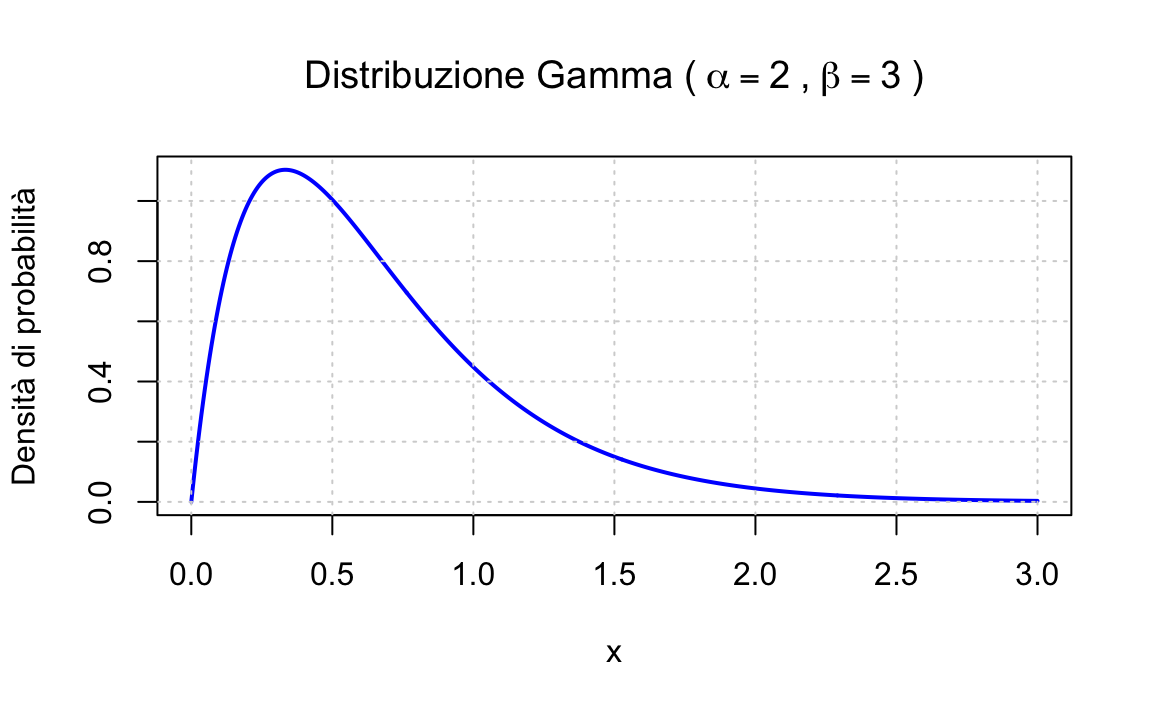 Distribuzione Gamma ( α = 2 , β = 3 )
Densità di probabilità
0.8
0.4
0.0
0.0 0.5 1.0 1.5 2.0 2.5 3.0
x